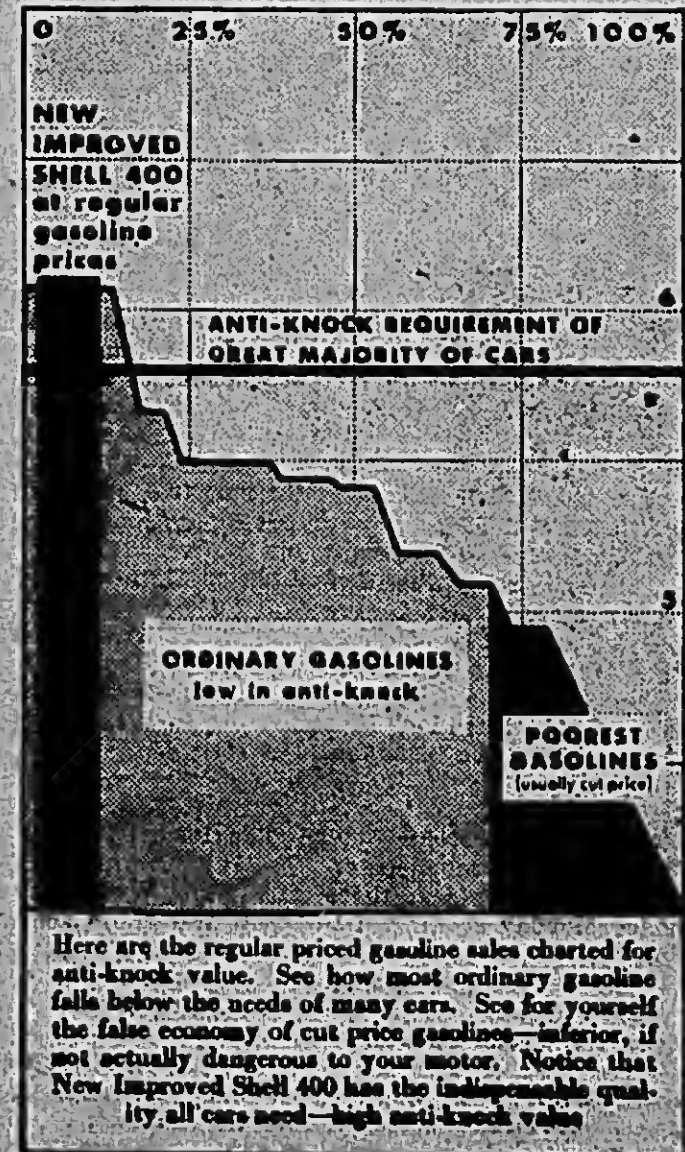 0 25% 50% 75% 100%
NEW
IMPROVED
SHELL 400
at regular
gasoline
prices
6
ANTI-KNOCK REQUIREMENT OF
GREAT MAJORITY OF CARS
5
ORDINARY GASOLINES
low in anti-knock
POOREST
GASOLINES
(usually cut price)
Here are the regular priced gasoline sales charted for
anti-knock value. See how most ordinary gasoline
falls below the needs of many cars. See for yourself
the false economy of cut price gasolines—inferior, if
not actually dangerous to your motor. Notice that
New Improved Shell 400 has the indispensable qual-
ity all cars need—high anti-knock value